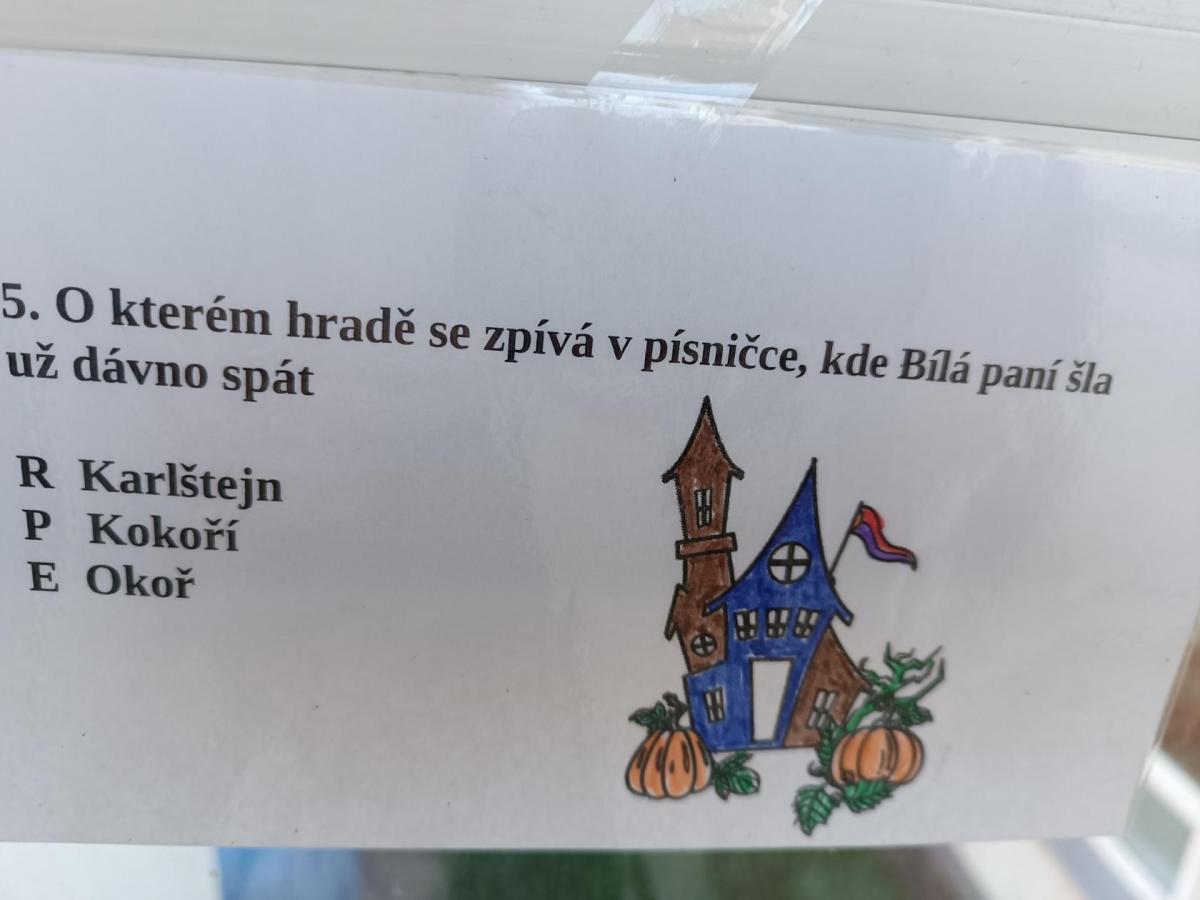 5. O kterém hradě se zpívá v písničce, kde Bílá paní šla
už dávno spát
R Karlštejn
P Kokoří
E Okoř